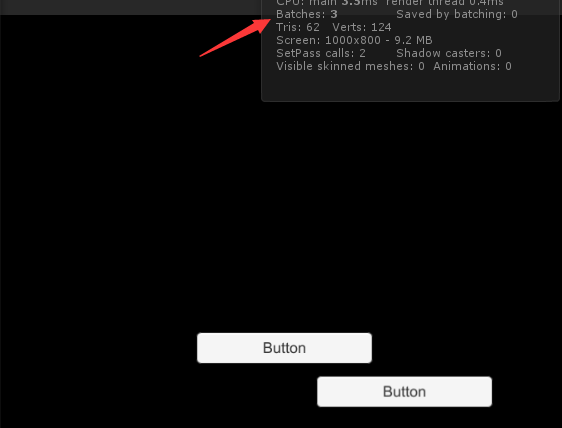 CPU: main 3.5ms render thread 0.4ms
Batches: 3 Saved by batching: 0
Tris: 62 Verts: 124
Screen: 1000x800 - 9.2 MB
SetPass calls: 2 Shadow casters: 0
Visible skinned meshes: 0 Animations: 0
Button
Button